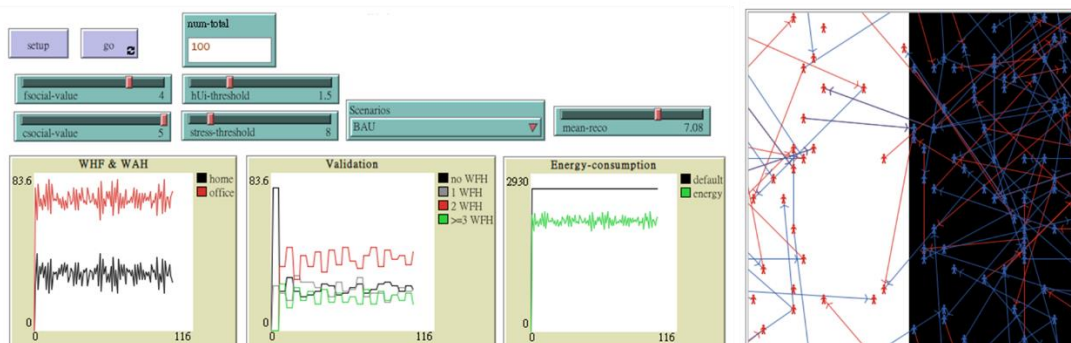 num-total
100
setup
go
fsocial-value 4
hUi-threshold 1.5
csocial-value 5
stress-threshold 8
Scenarios
BAU
mean-reco 7.08
WHF & WAH
83.6
0
0
116
home
office
Validation
83.6
0
0
116
no WFH
1 WFH
2 WFH
>=3 WFH
Energy-consumption
2930
0
0
116
default
energy